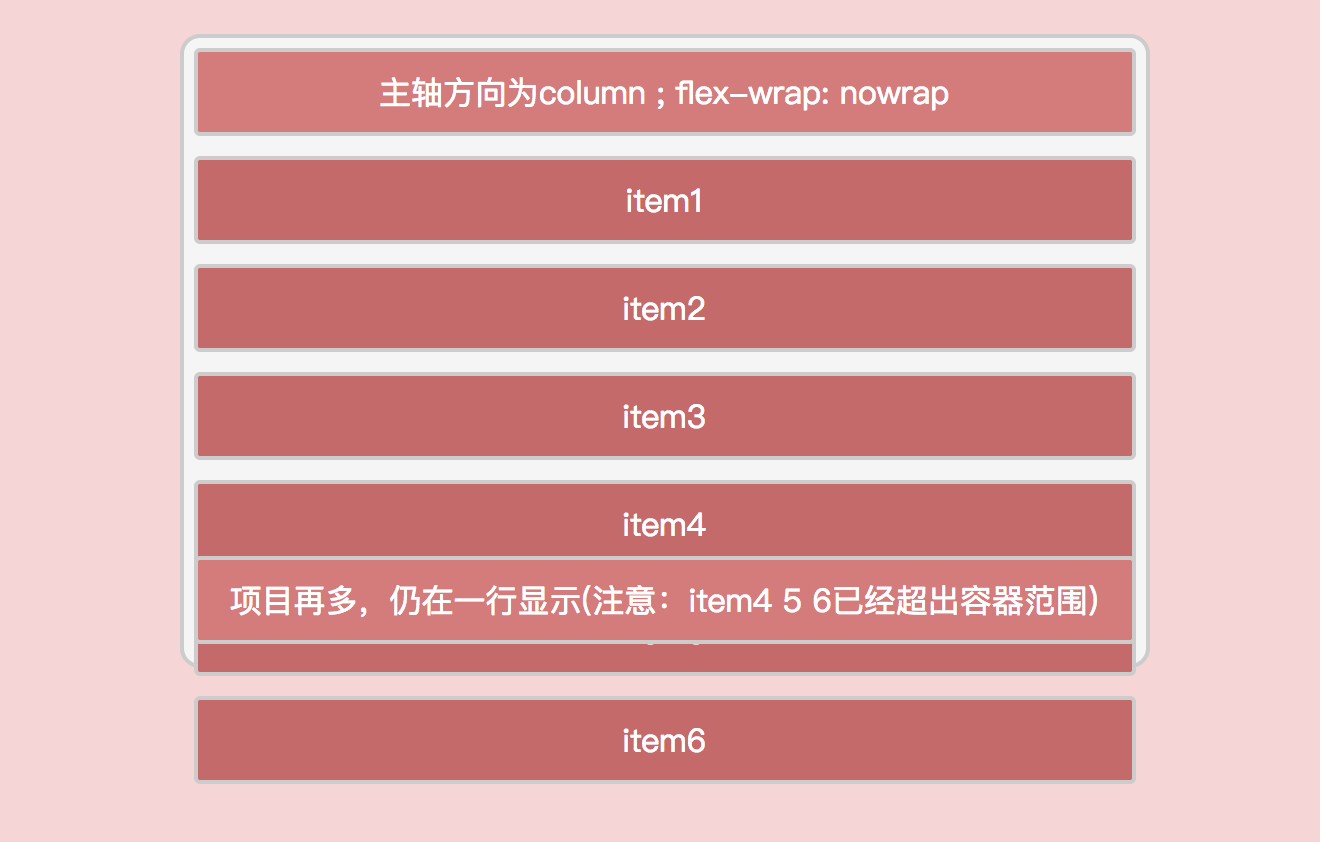 主轴方向为column ; flex-wrap: nowrap
item1
item2
item3
item4
项目再多，仍在一行显示(注意：item4 5 6已经超出容器范围)
item6